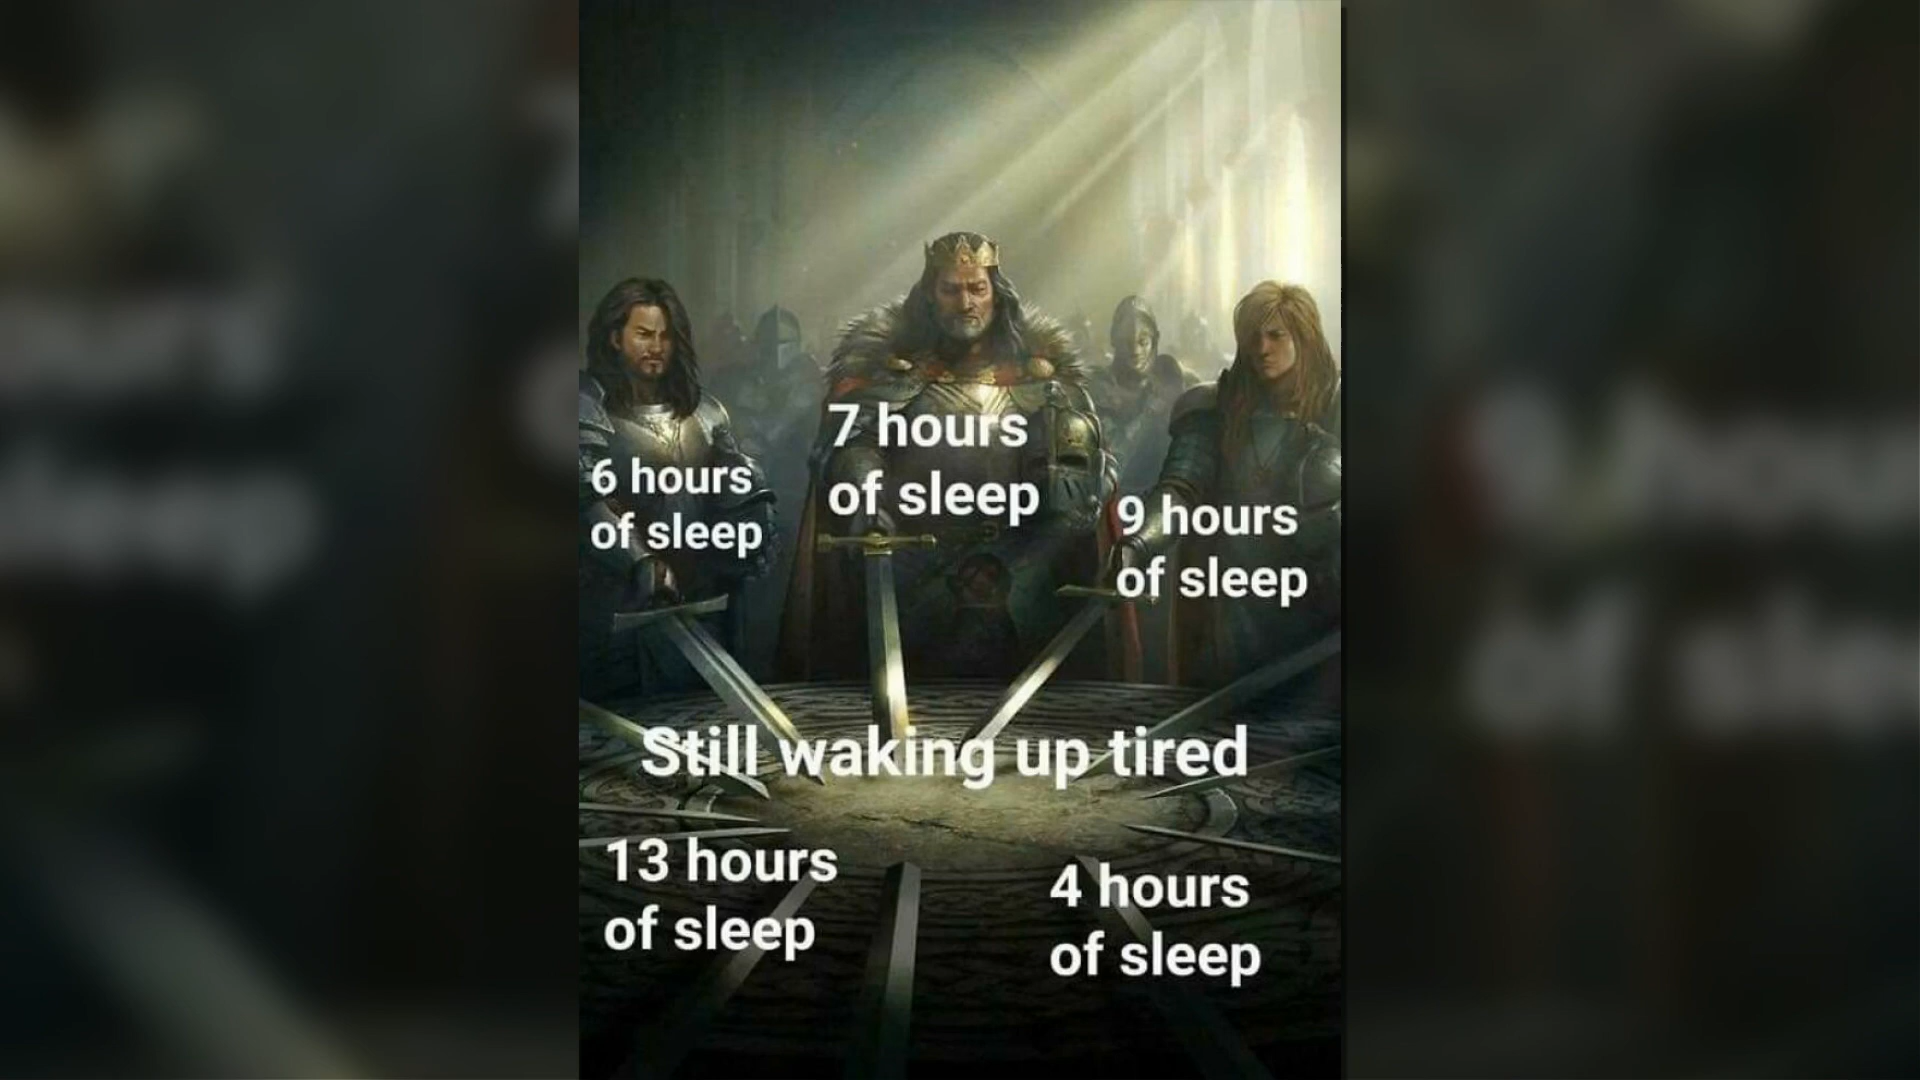 7 hours
of sleep
6 hours
of sleep
9 hours
of sleep
Still waking up tired
13 hours
of sleep
4 hours
of sleep